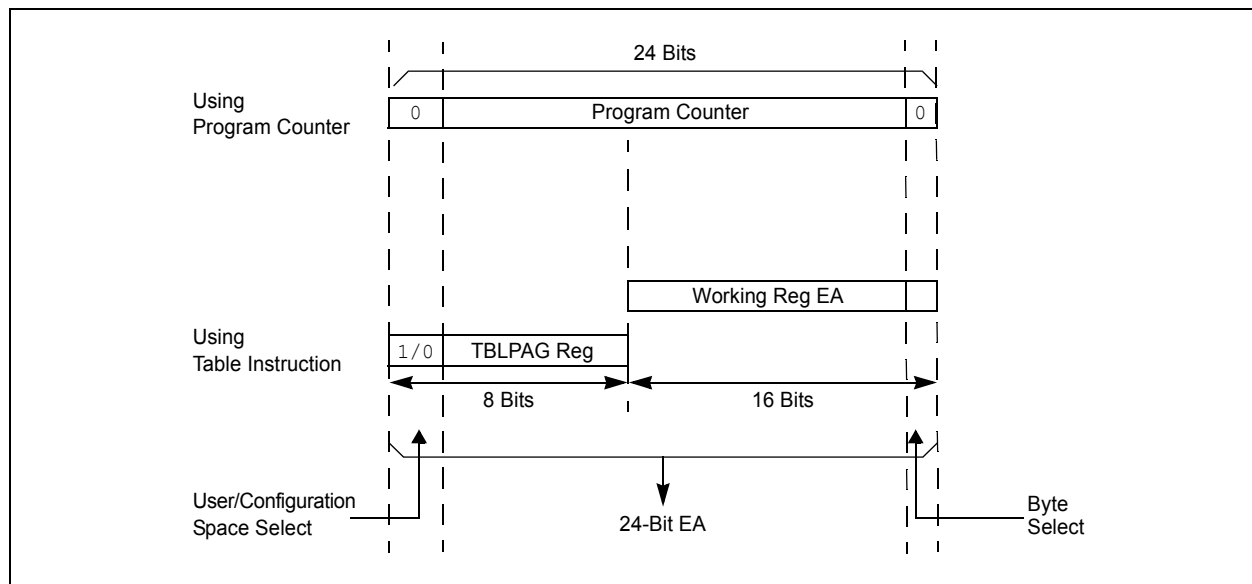 24 Bits
Using
Program Counter
0
Program Counter
0
Working Reg EA
Using
Table Instruction
1/0
TBLPAG Reg
8 Bits
16 Bits
User/Configuration
Space Select
24-Bit EA
Byte
Select